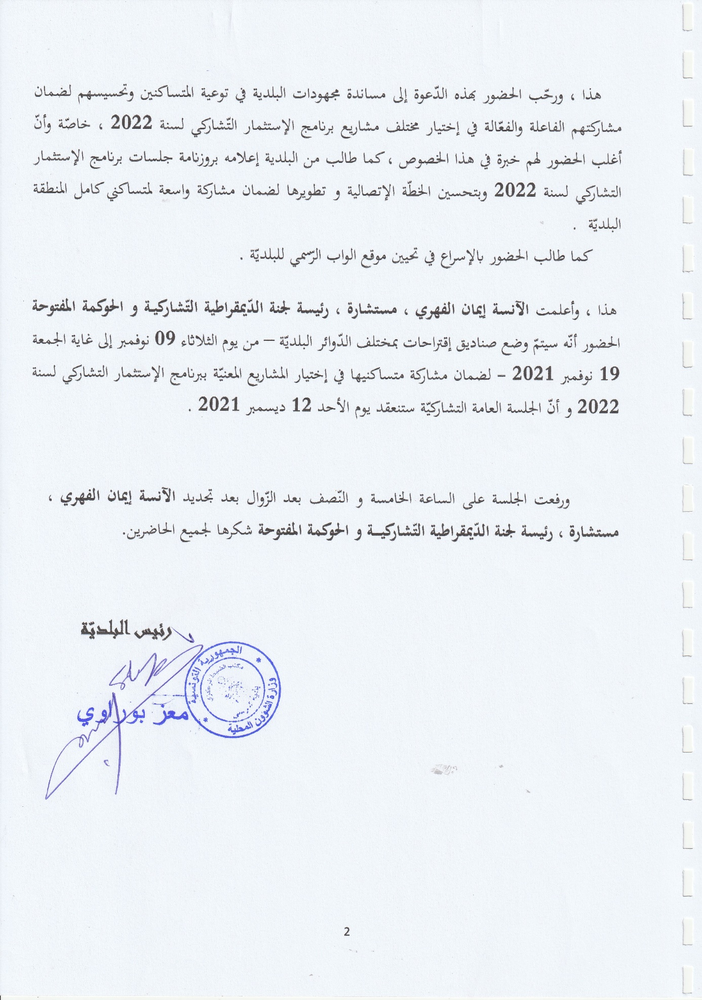 هذا ، ورحّب الحضور بهذه الدّعوة إلى مساندة مجهودات البلدية في توعية المتساكنين وتحسيسهم لضمان
مشاركتهم الفاعلة والفعّالة في إختيار مختلف مشاريع برنامج الإستثمار التّشاركي لسنة 2022 ، خاصّة وأنّ
أغلب الحضور لهم خبرة في هذا الخصوص ، كما طالب من البلدية إعلامه بروزنامة جلسات برنامج الإستثمار
التشاركي لسنة 2022 وبتحسين الخطّة الإتصالية و تطويرها لضمان مشاركة واسعة لمتساكني كامل المنطقة
البلديّة .
كما طالب الحضور بالإسراع في تحيين موقع الواب الرّسمي للبلديّة .
هذا ، وأعلمت الآنسة إيمان الفهري ، مستشارة ، رئيسة لجنة الدّيمقراطية التّشاركيـة و الحوكمة المفتوحة
الحضور أنّه سيتمّ وضع صناديق إقتراحات بمختلف الدّوائر البلديّة – من يوم الثلاثاء 09 نوفمبر إلى غاية الجمعة
19 نوفمبر 2021 – لضمان مشاركة متساكنيها في إختيار المشاريع المعنيّة ببرنامج الإستثمار التشاركي لسنة
2022 و أنّ الجلسة العامة التشاركيّة ستنعقد يوم الأحد 12 ديسمبر 2021 .
ورفعت الجلسة على الساعة الخامسة و النّصف بعد الزّوال بعد تجديد الآنسة إيمان الفهري ،
مستشارة ، رئيسة لجنة الدّيمقراطية التّشاركيــة و الحوكمة المفتوحة شكرها لجميع الحاضرين.
رئيس البلديّة
الجمهورية التونسية
وزارة الشؤون المحلية
مكتب الضبط المركزي
معز بوراوي
2